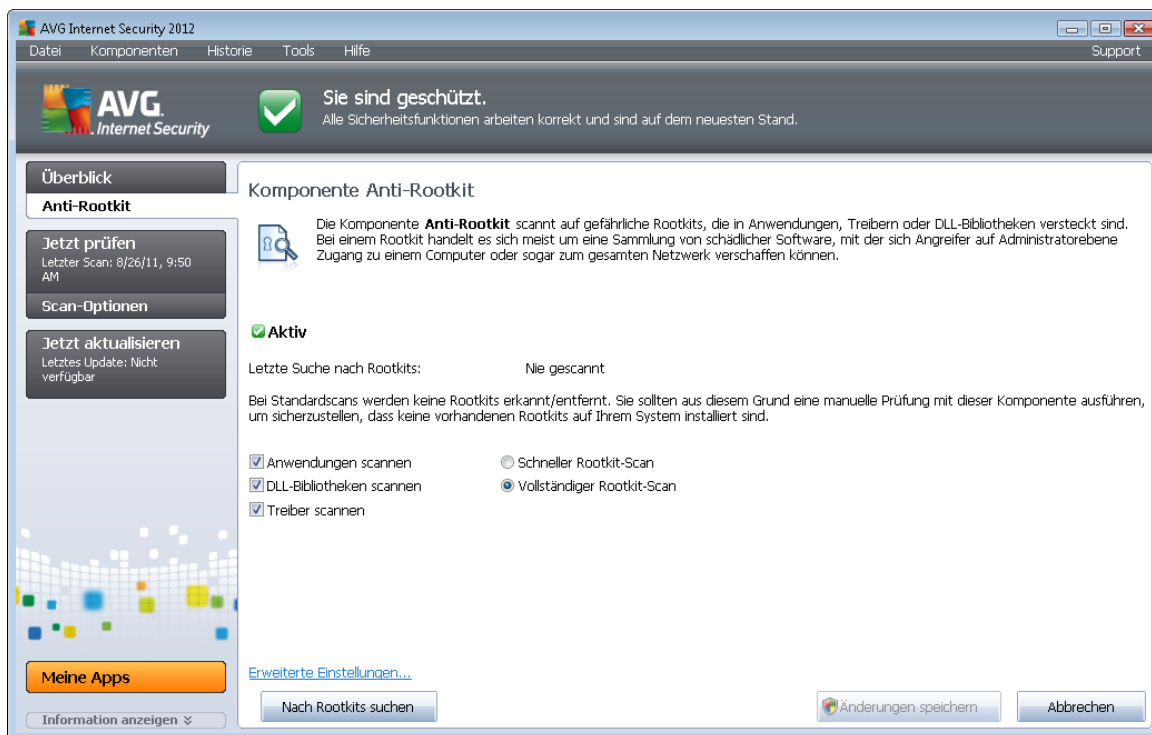 AVG Internet Security 2012
Datei Komponenten Historie Tools Hilfe Support
AVG.
Internet Security
Sie sind geschützt.
Alle Sicherheitsfunktionen arbeiten korrekt und sind auf dem neuesten Stand.
Überblick
Anti-Rootkit
Jetzt prüfen
Letzter Scan: 8/26/11, 9:50
AM
Scan-Optionen
Jetzt aktualisieren
Letztes Update: Nicht
verfügbar
Meine Apps
Information anzeigen
Komponente Anti-Rootkit
Die Komponente Anti-Rootkit scannt auf gefährliche Rootkits, die in Anwendungen, Treibern oder DLL-Bibliotheken versteckt sind.
Bei einem Rootkit handelt es sich meist um eine Sammlung von schädlicher Software, mit der sich Angreifer auf Administratorebene
Zugang zu einem Computer oder sogar zum gesamten Netzwerk verschaffen können.
Aktiv
Letzte Suche nach Rootkits: Nie gescannt
Bei Standardscans werden keine Rootkits erkannt/entfernt. Sie sollten aus diesem Grund eine manuelle Prüfung mit dieser Komponente ausführen,
um sicherzustellen, dass keine vorhandenen Rootkits auf Ihrem System installiert sind.
Anwendungen scannen Schneller Rootkit-Scan
DLL-Bibliotheken scannen Vollständiger Rootkit-Scan
Treiber scannen
Erweiterte Einstellungen...
Nach Rootkits suchen Änderungen speichern Abbrechen